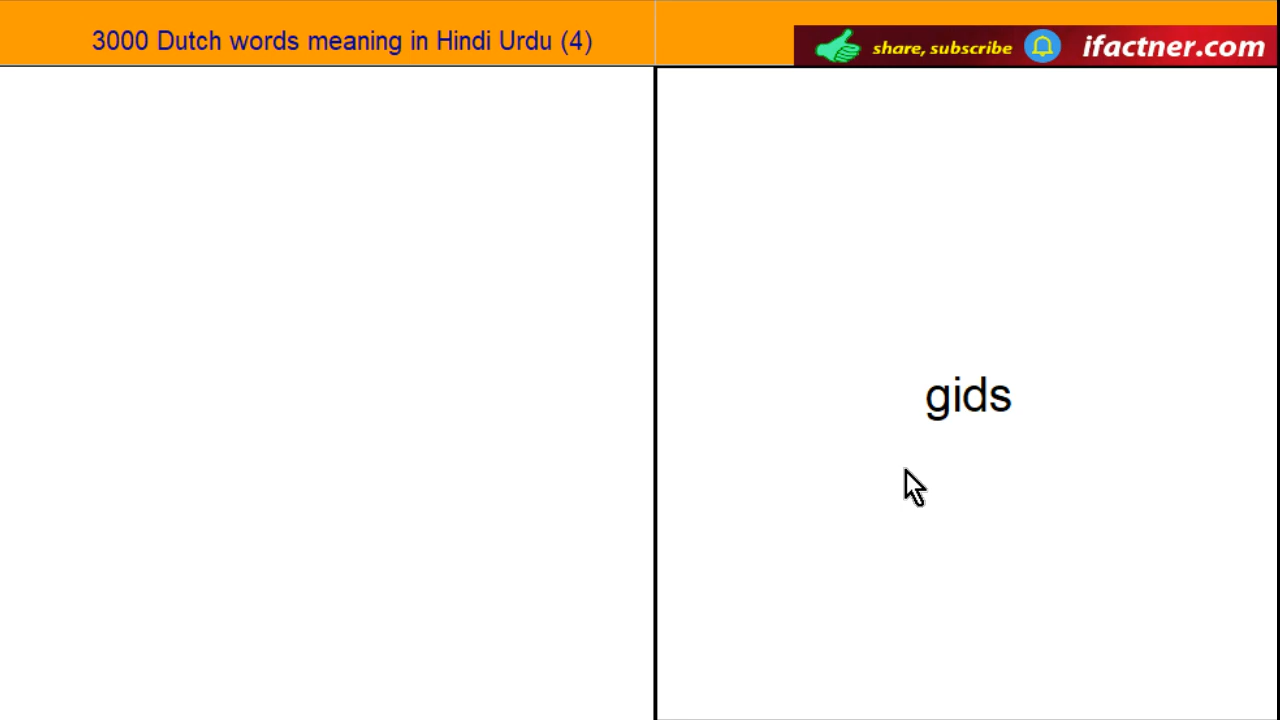 3000 Dutch words meaning in Hindi Urdu (4)
share, subscribe
ifactner.com
gids